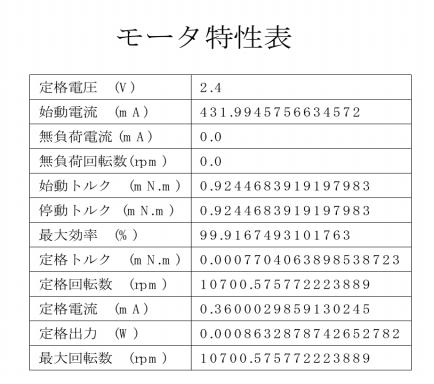 モータ特性表
定格電圧 (V) 2.4
始動電流 (mA) 431.9945756634572
無負荷電流 (mA) 0.0
無負荷回転数(rpm) 0.0
始動トルク (mN.m) 0.9244683919197983
停動トルク (mN.m) 0.9244683919197983
最大効率 (%) 99.9167493101763
定格トルク (mN.m) 0.0007704063898538723
定格回転数 (rpm) 10700.575772223889
定格電流 (mA) 0.3600029859130245
定格出力 (W) 0.0008632878742652782
最大回転数 (rpm) 10700.575772223889